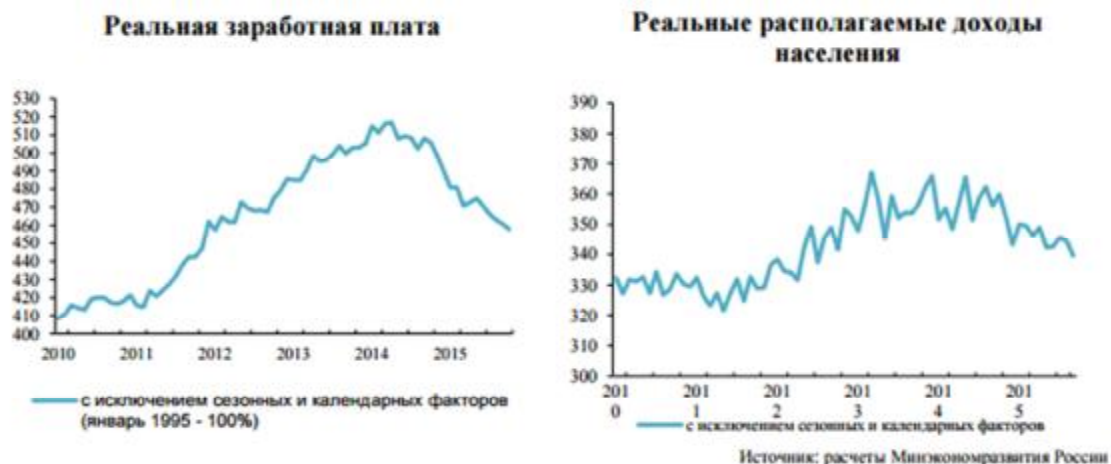 Реальная заработная плата
530
520
510
500
490
480
470
460
450
440
430
420
410
400
2010 2011 2012 2013 2014 2015
с исключением сезонных и календарных факторов
(январь 1995 - 100%)
Реальные располагаемые доходы
населения
390
380
370
360
350
340
330
320
310
300
201 201 201 201 201 201
0 1 2 3 4 5
с исключением сезонных и календарных факторов
Источник: расчеты Минэкономразвития России